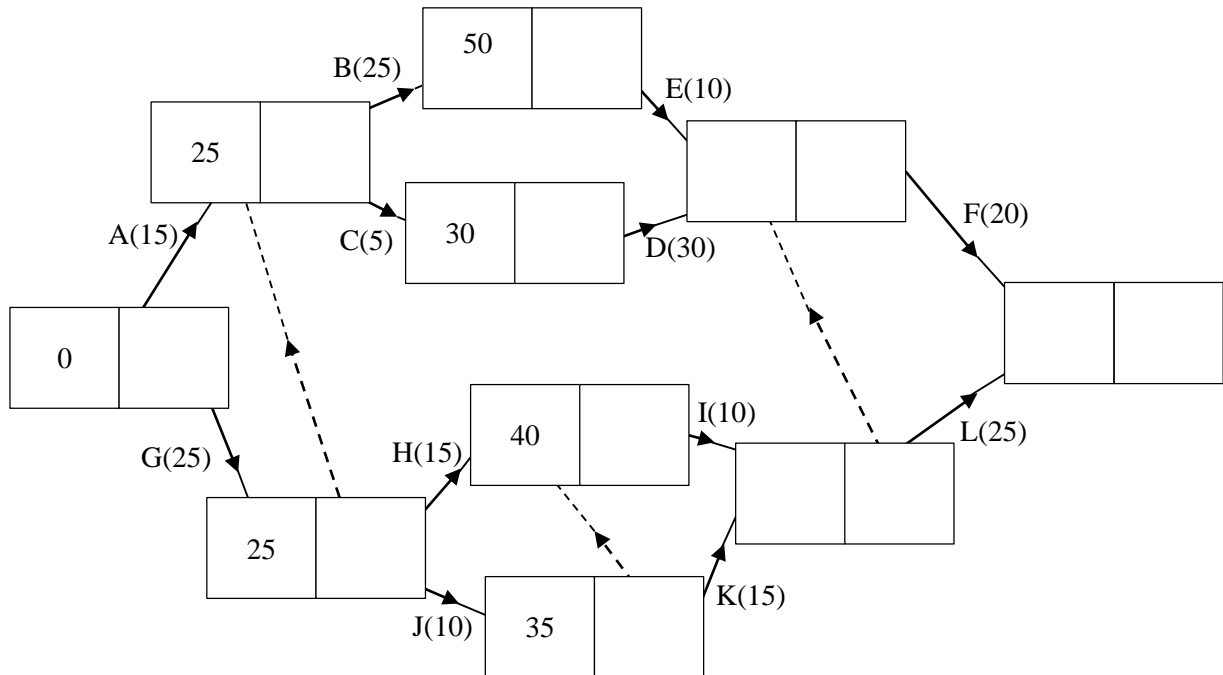 50
B(25)
E(10)
25
A(15)
C(5)
30
D(30)
F(20)
0
G(25)
H(15)
40
I(10)
L(25)
25
J(10)
35
K(15)